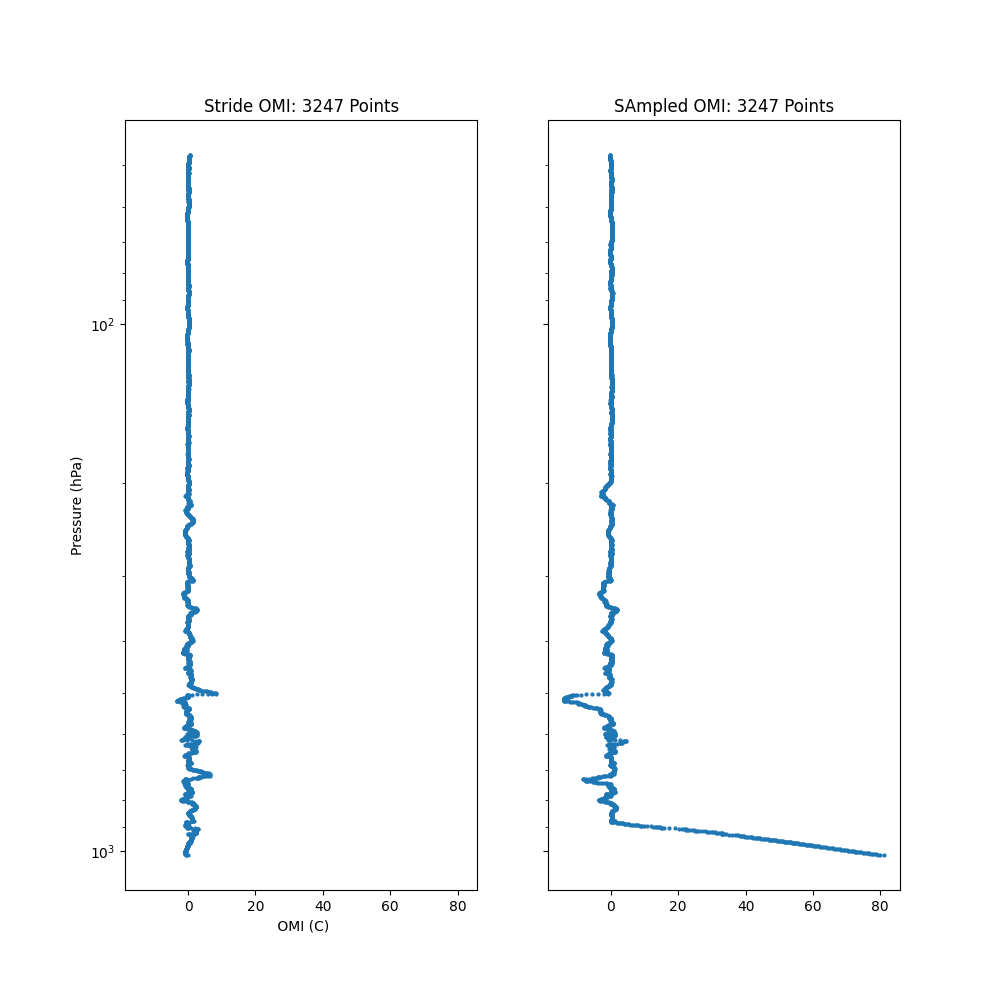 Stride OMI: 3247 Points
SAmpled OMI: 3247 Points
Pressure (hPa)
10²
10³
0 20 40 60 80
OMI (C)
0 20 40 60 80